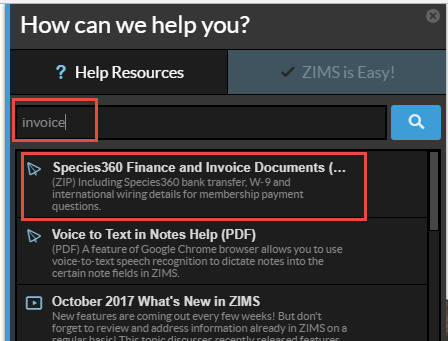 How can we help you?
? Help Resources
✓ ZIMS is Easy!
invoice
Species360 Finance and Invoice Documents (...
(ZIP) Including Species360 bank transfer, W-9 and
international wiring details for membership payment
questions.
Voice to Text in Notes Help (PDF)
(PDF) A feature of Google Chrome browser allows you to use
voice-to-text speech recognition to dictate notes into the
certain note fields in ZIMS.
October 2017 What's New in ZIMS
New features are coming out every few weeks! But don't
forget to review and address information already in ZIMS on a
regular basis! This topic discusses recently released features